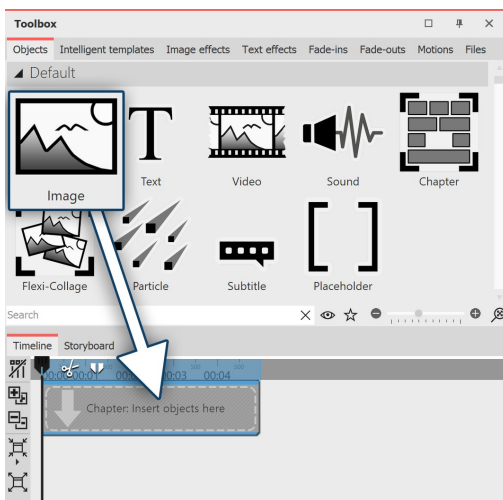 Toolbox
Objects Intelligent templates Image effects Text effects Fade-ins Fade-outs Motions Files
Default
Image Text Video Sound Chapter
Flexi-Collage Particle Subtitle Placeholder
Search
Timeline Storyboard
00:03 00:04
Chapter: Insert objects here